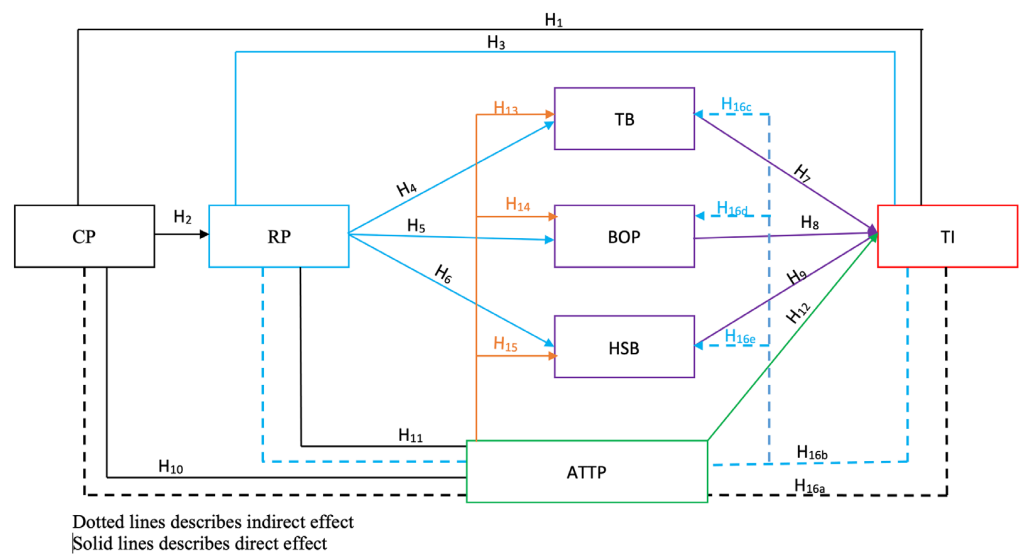 H1
H3
H13
H16c
TB
H4
H7
H2
H14
H16d
CP
RP
H5
BOP
H8
TI
H6
H9
H12
H15
HSB
H16e
H11
H10
ATTP
H16b
H16a
Dotted lines describes indirect effect
Solid lines describes direct effect